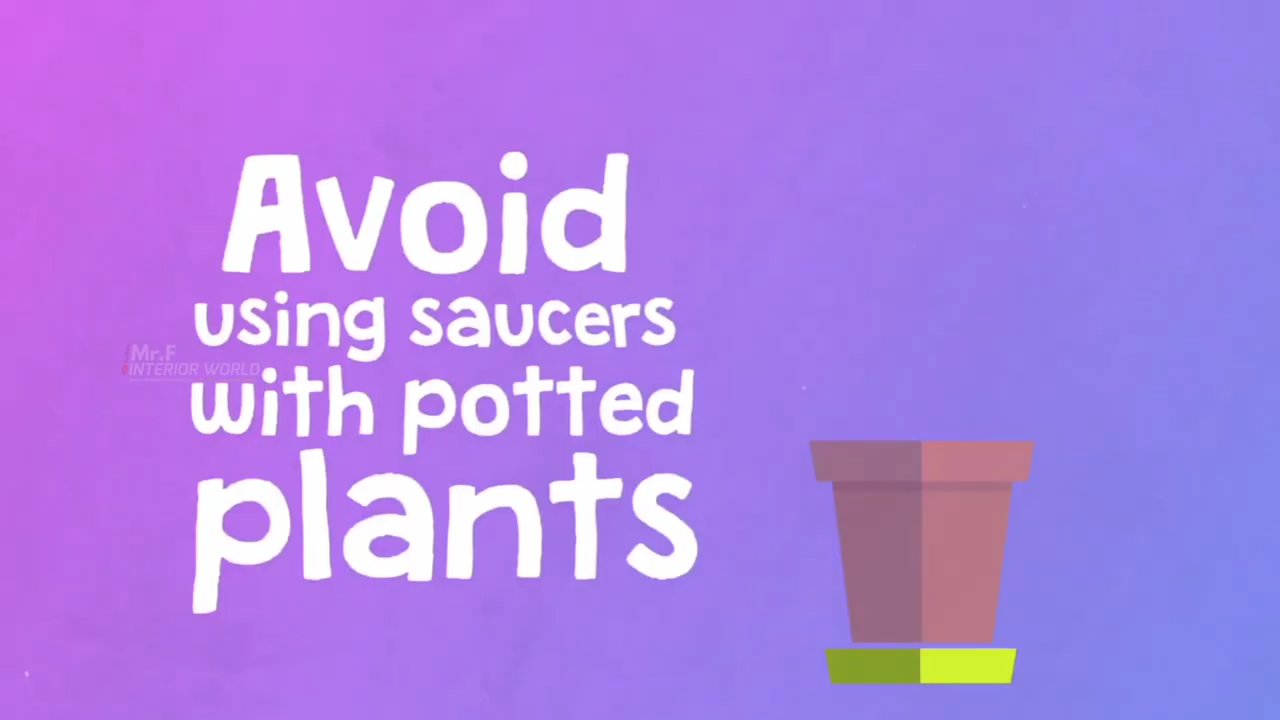 Avoid
using saucers
Mr.F
INTERIOR WORLD
with potted
plants